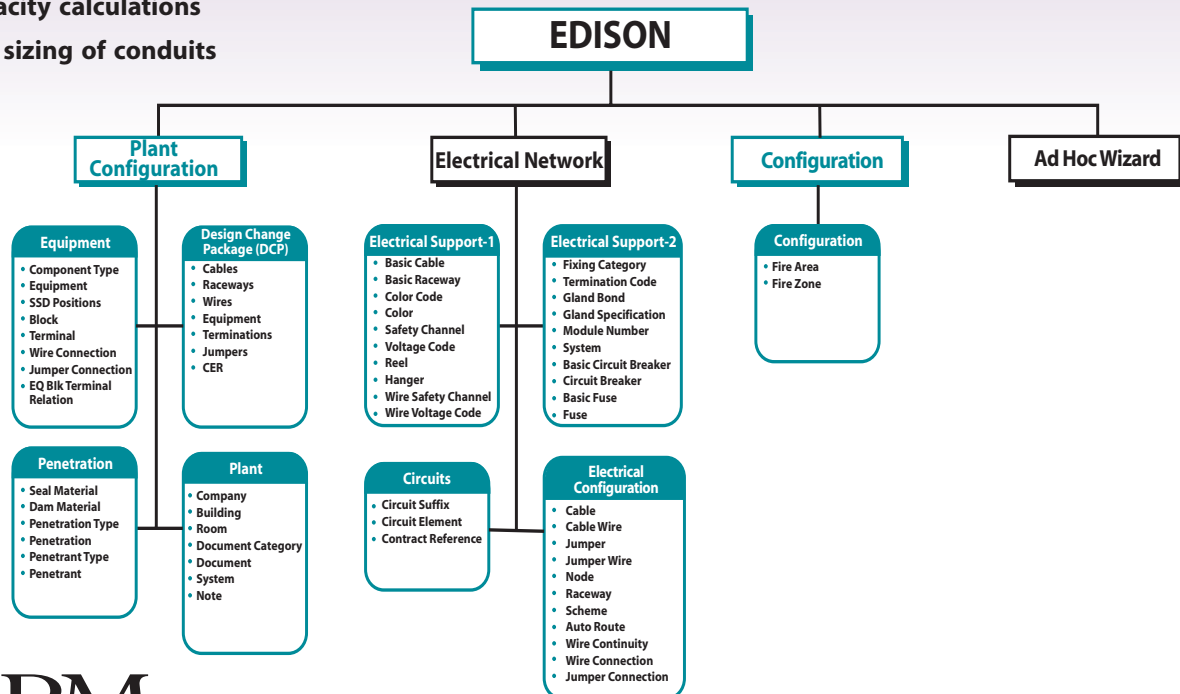 sizing of conduits
EDISON
Plant
Configuration
Electrical Network
Configuration
Ad Hoc Wizard
Equipment
• Component Type
• Equipment
• SSD Positions
• Block
• Terminal
• Wire Connection
• Jumper Connection
• EQ Blk Terminal
Relation
Design Change
Package (DCP)
• Cables
• Raceways
• Wires
• Equipment
• Terminations
• Jumpers
• CER
Electrical Support-1
• Basic Cable
• Basic Raceway
• Color Code
• Color
• Safety Channel
• Voltage Code
• Reel
• Hanger
• Wire Safety Channel
• Wire Voltage Code
Electrical Support-2
• Fixing Category
• Termination Code
• Gland Bond
• Gland Specification
• Module Number
• System
• Basic Circuit Breaker
• Circuit Breaker
• Basic Fuse
• Fuse
Configuration
• Fire Area
• Fire Zone
Penetration
• Seal Material
• Dam Material
• Penetration Type
• Penetration
• Penetrant Type
• Penetrant
Plant
• Company
• Building
• Room
• Document Category
• Document
• System
• Note
Circuits
• Circuit Suffix
• Circuit Element
• Contract Reference
Electrical
Configuration
• Cable
• Cable Wire
• Jumper
• Jumper Wire
• Node
• Raceway
• Scheme
• Auto Route
• Wire Continuity
• Wire Connection
• Jumper Connection